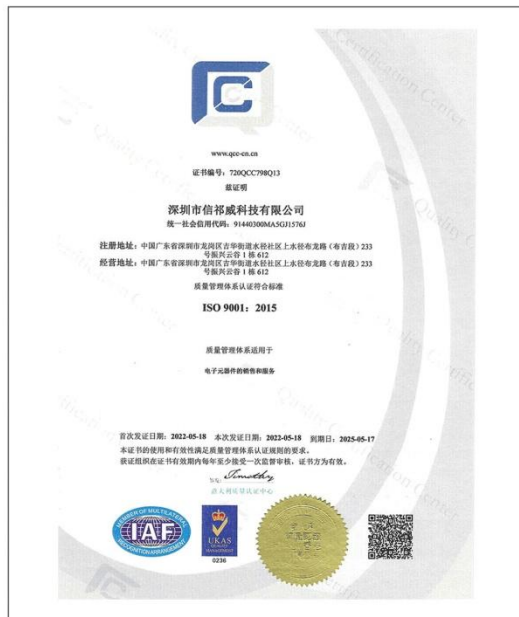 www.qcc-cn.cn
证书编号：720QCC798Q13
兹证明
深圳市信祁威科技有限公司
统一社会信用代码：91440300MA5GJ1576J
注册地址：中国广东省深圳市龙岗区吉华街道水径社区上水径布龙路（布吉段）233
号振兴云谷 1 栋 612
经营地址：中国广东省深圳市龙岗区吉华街道水径社区上水径布龙路（布吉段）233
号振兴云谷 1 栋 612
质量管理体系认证符合标准
ISO 9001：2015
质量管理体系适用于
电子元器件的销售和服务
首次发证日期：2022-05-18 本次发证日期：2022-05-18 到期日：2025-05-17
本证书的使用和有效性满足质量管理体系认证规则的要求。
获证组织在证书有效期内每年至少接受一次监督审核，证书方为有效。
Timothy
MEMBER OF MULTILATERAL
IAF
RECOGNITION ARRANGEMENT
UKAS
MANAGEMENT
0236
Quality Certification Center